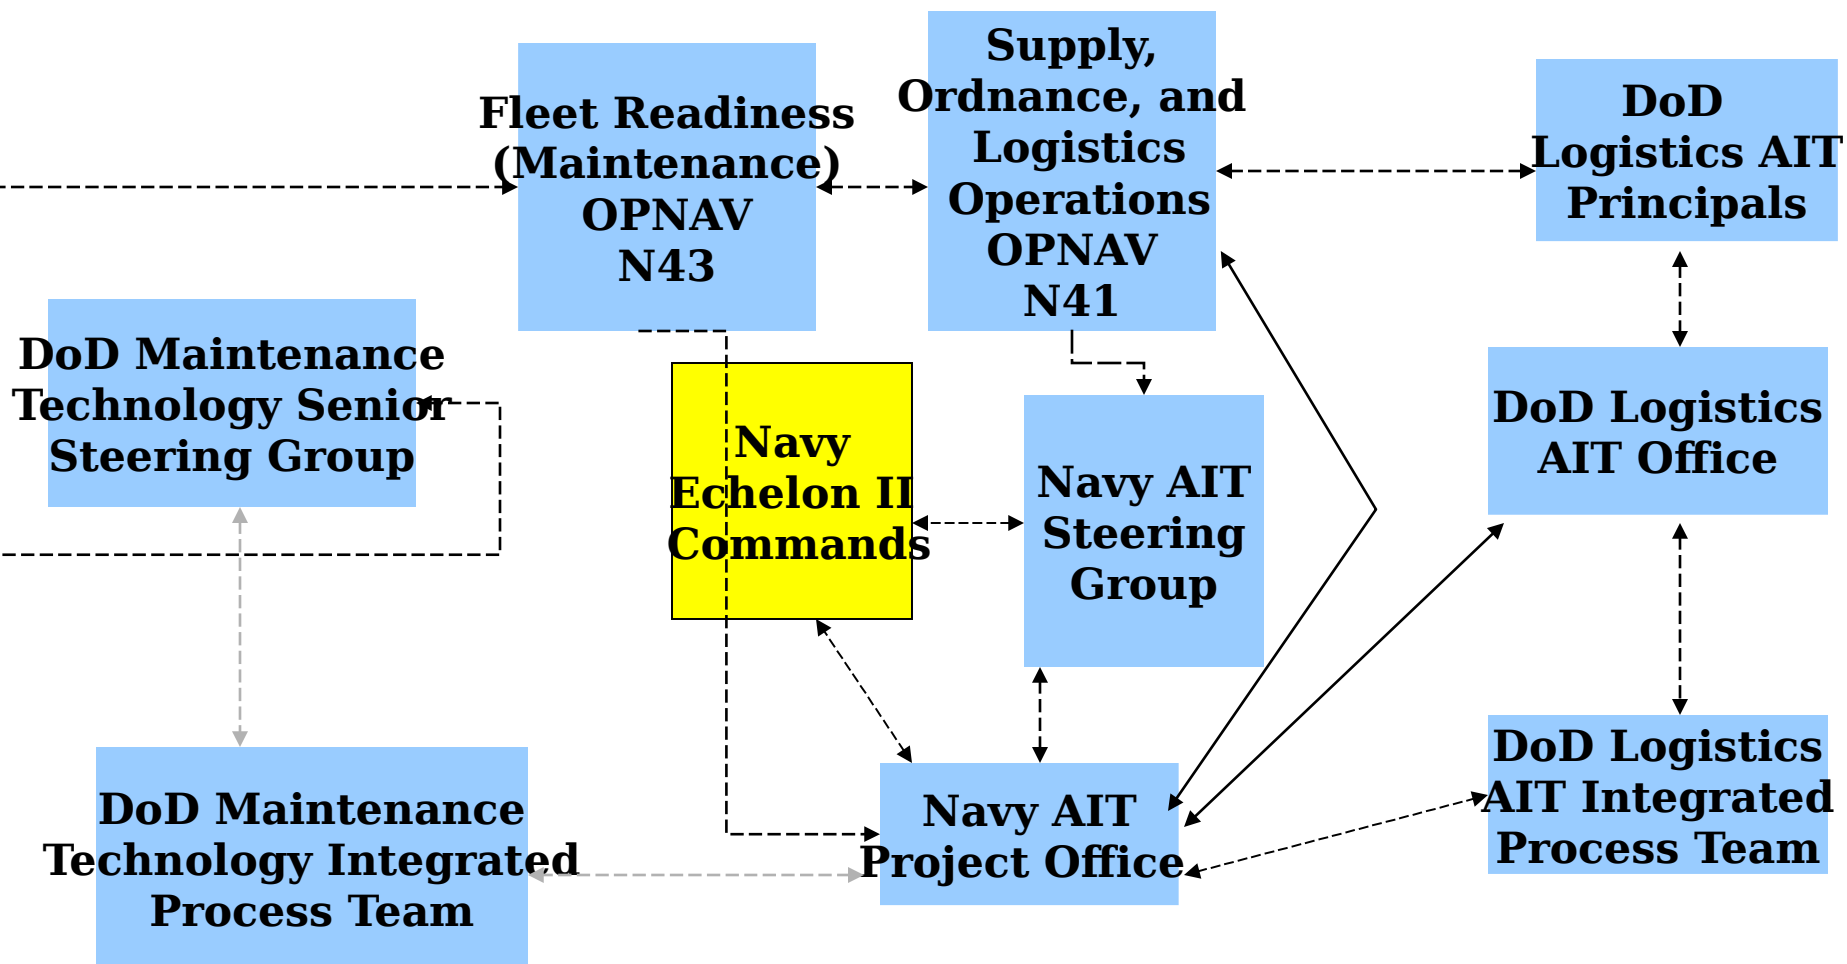 Fleet Readiness
(Maintenance)
OPNAV
N43
Supply,
Ordnance, and
Logistics
Operations
OPNAV
N41
DoD
Logistics AIT
Principals
DoD Maintenance
Technology Senior
Steering Group
Navy
Echelon II
Commands
Navy AIT
Steering
Group
DoD Logistics
AIT Office
DoD Maintenance
Technology Integrated
Process Team
Navy AIT
Project Office
DoD Logistics
AIT Integrated
Process Team